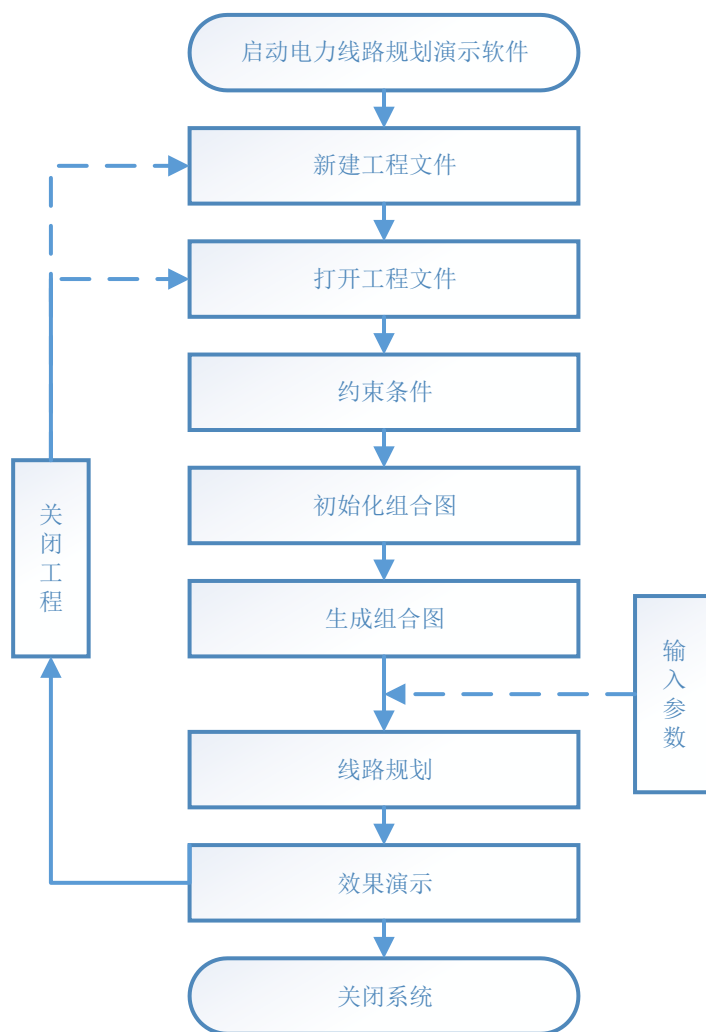 启动电力线路规划演示软件
新建工程文件
打开工程文件
约束条件
初始化组合图
关闭工程
生成组合图
输入参数
线路规划
效果演示
关闭系统